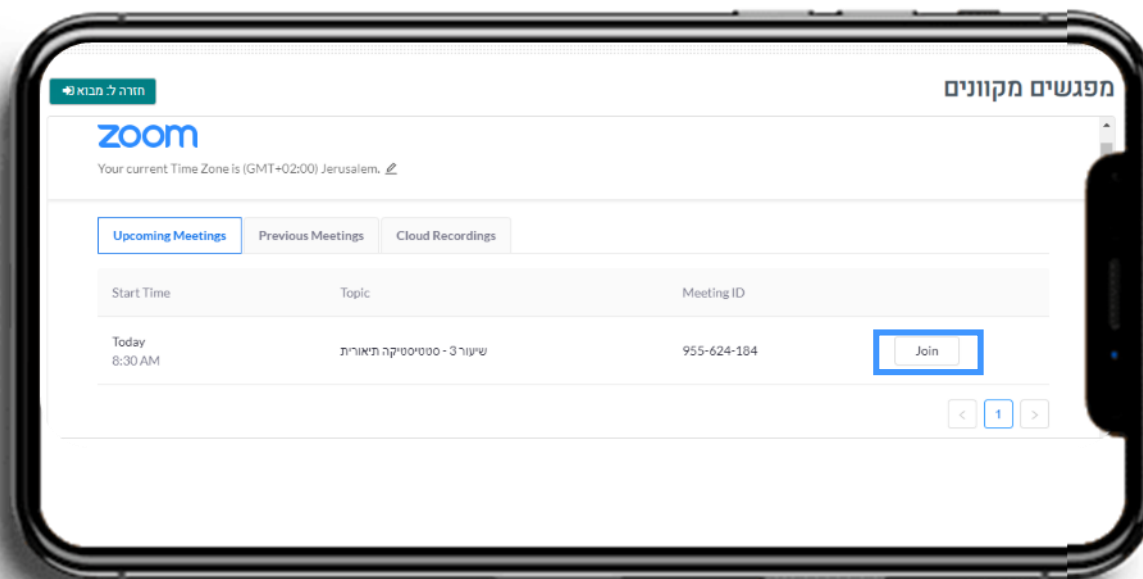 מפגשים מקוונים
חזרה ל: מבוא
zoom
Your current Time Zone is (GMT+02:00) Jerusalem.
Upcoming Meetings Previous Meetings Cloud Recordings
Start Time Topic Meeting ID
Today
8:30 AM
שיעור 3 - סטטיסטיקה תיאורית
955-624-184
Join
< 1 >